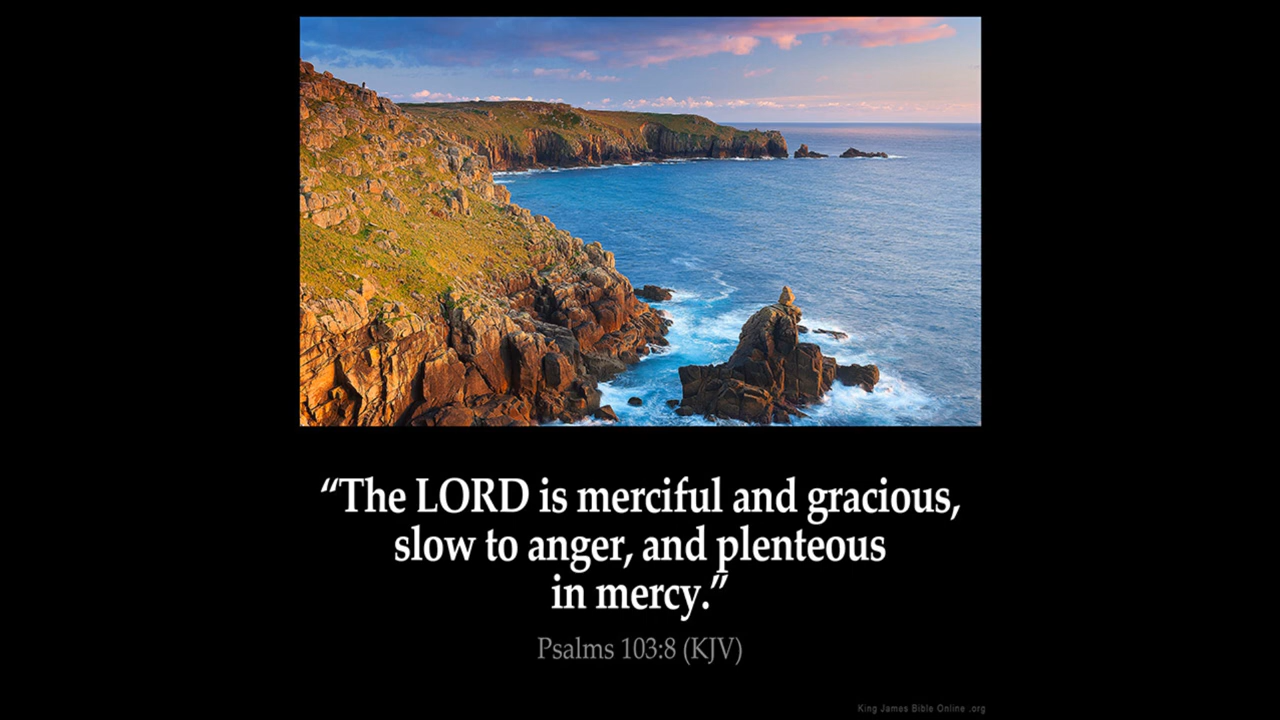 “The LORD is merciful and gracious,
slow to anger, and plenteous
in mercy.”
Psalms 103:8 (KJV)
King James Bible Online .org